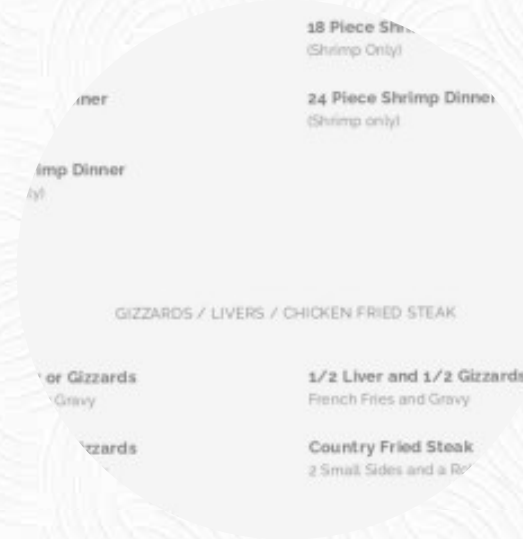 18 Piece
(Shrimp Only)
24 Piece Shrimp Dinner
(Shrimp only)
Dinner
GIZZARDS / LIVERS / CHICKEN FRIED STEAK
or Gizzards
Gravy
1/2 Liver and 1/2 Gizzards
French Fries and Gravy
Country Fried Steak
2 Small Sides and a